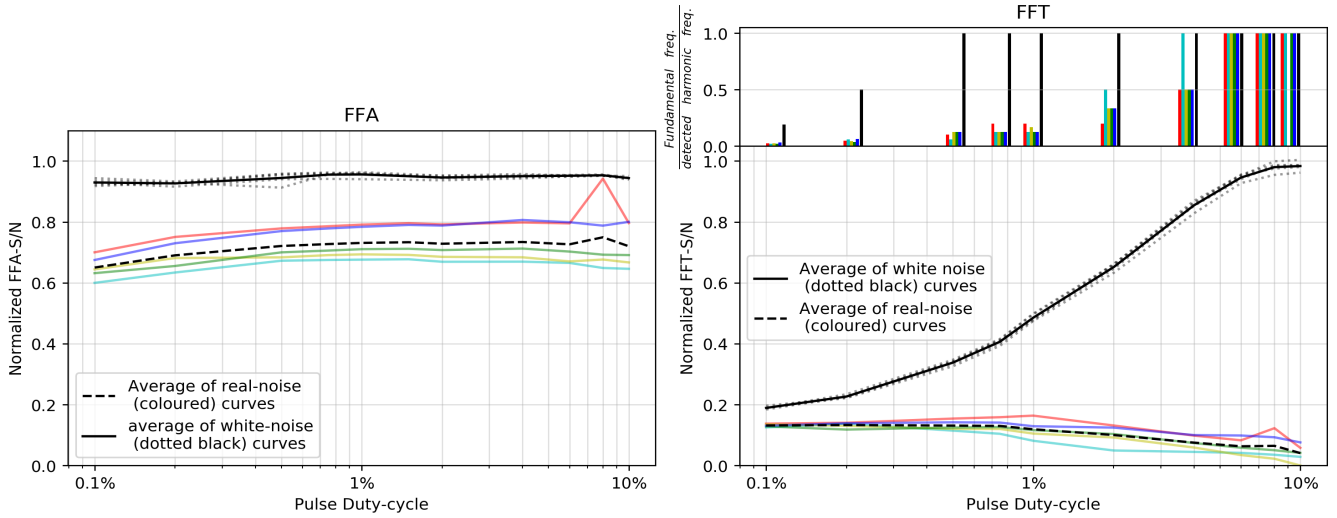 FFA
Normalized FFA-S/N
1.0
0.8
0.6
0.4
0.2
0.0
Average of real-noise
(coloured) curves
average of white-noise
(dotted black) curves
0.1%
1%
10%
Pulse Duty-cycle
FFT
Fundamental freq.
detected harmonic freq.
1.0
0.5
0.0
Normalized FFT-S/N
1.0
0.8
0.6
0.4
0.2
0.0
Average of white noise
(dotted black) curves
Average of real-noise
(coloured) curves
0.1%
1%
10%
Pulse Duty-cycle